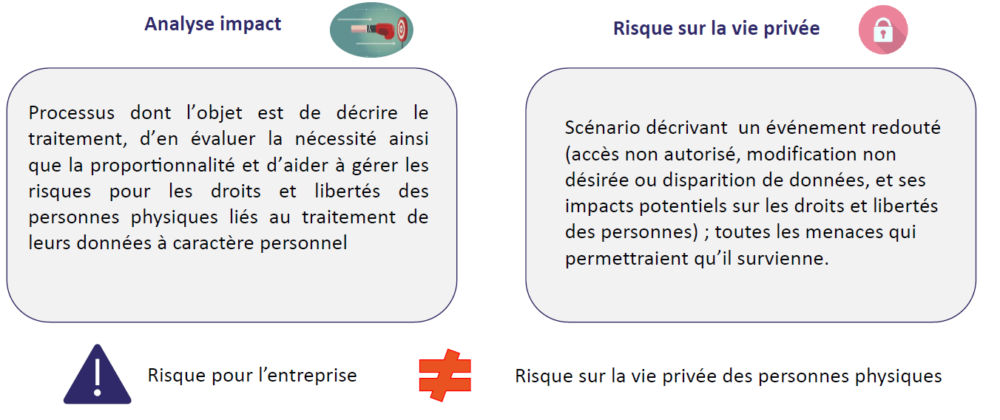 Analyse impact
Risque sur la vie privée
Processus dont l’objet est de décrire le
traitement, d’en évaluer la nécessité ainsi
que la proportionnalité et d’aider à gérer les
risques pour les droits et libertés des
personnes physiques liés au traitement de
leurs données à caractère personnel
Scénario décrivant  un événement redouté
(accès non autorisé, modification non
désirée ou disparition de données, et ses
impacts potentiels sur les droits et libertés
des personnes) ; toutes les menaces qui
permettraient qu’il survienne.
Risque pour l’entreprise
≠
Risque sur la vie privée des personnes physiques